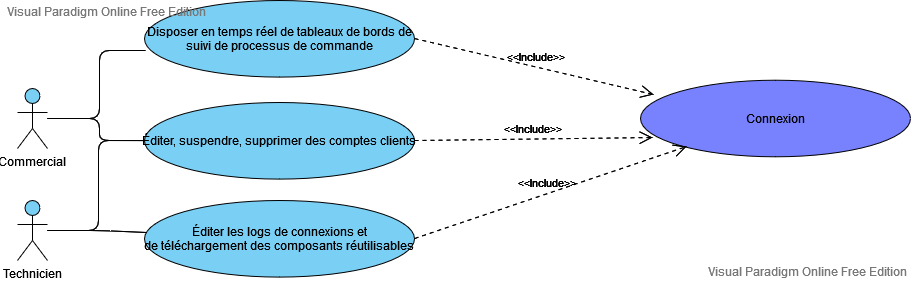 Visual Paradigm Online Free Edition
Disposer en temps réel de tableaux de bords de
suivi de processus de commande
<<Include>>
Connexion
Commercial
Éditer, suspendre, supprimer des comptes clients
<<Include>>
<<Include>>
Technicien
Éditer les logs de connexions et
de téléchargement des composants réutilisables
Visual Paradigm Online Free Edition